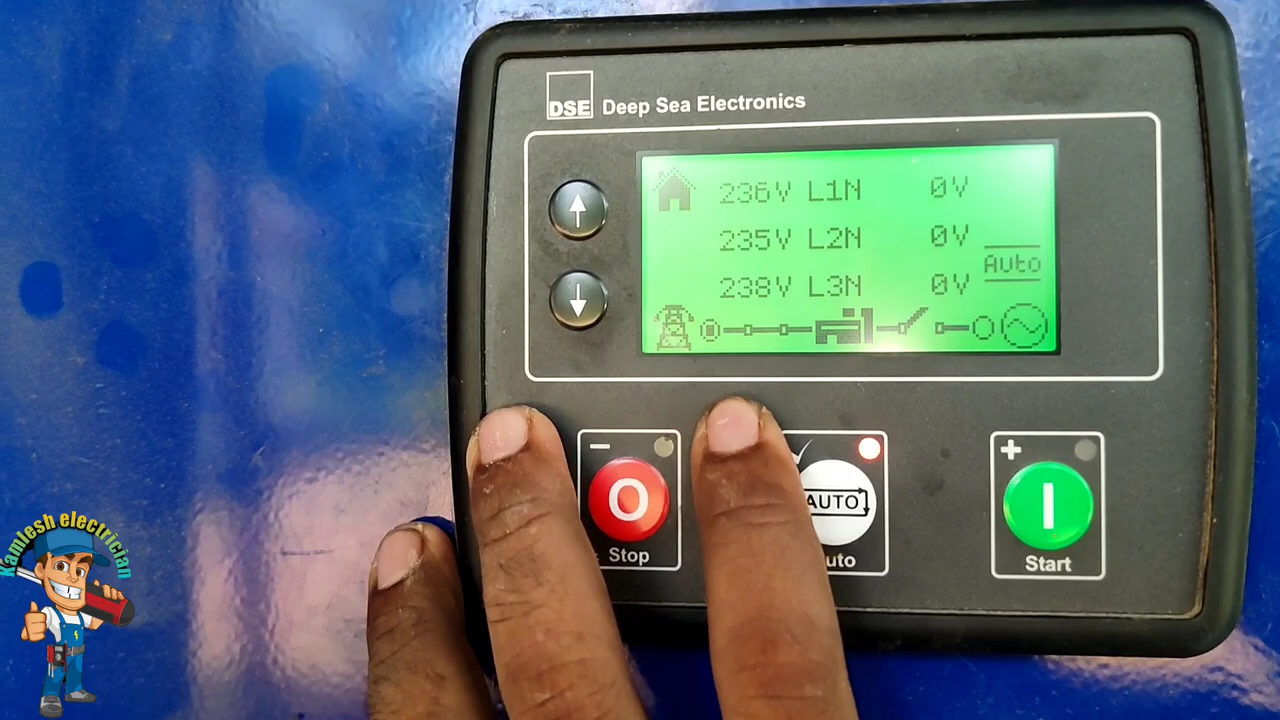 DSE Deep Sea Electronics
236V L1N 0V
235V L2N 0V
Auto
238V L3N 0V
−
+
O
AUTO
I
Stop
uto
Start
Kamlesh electrician